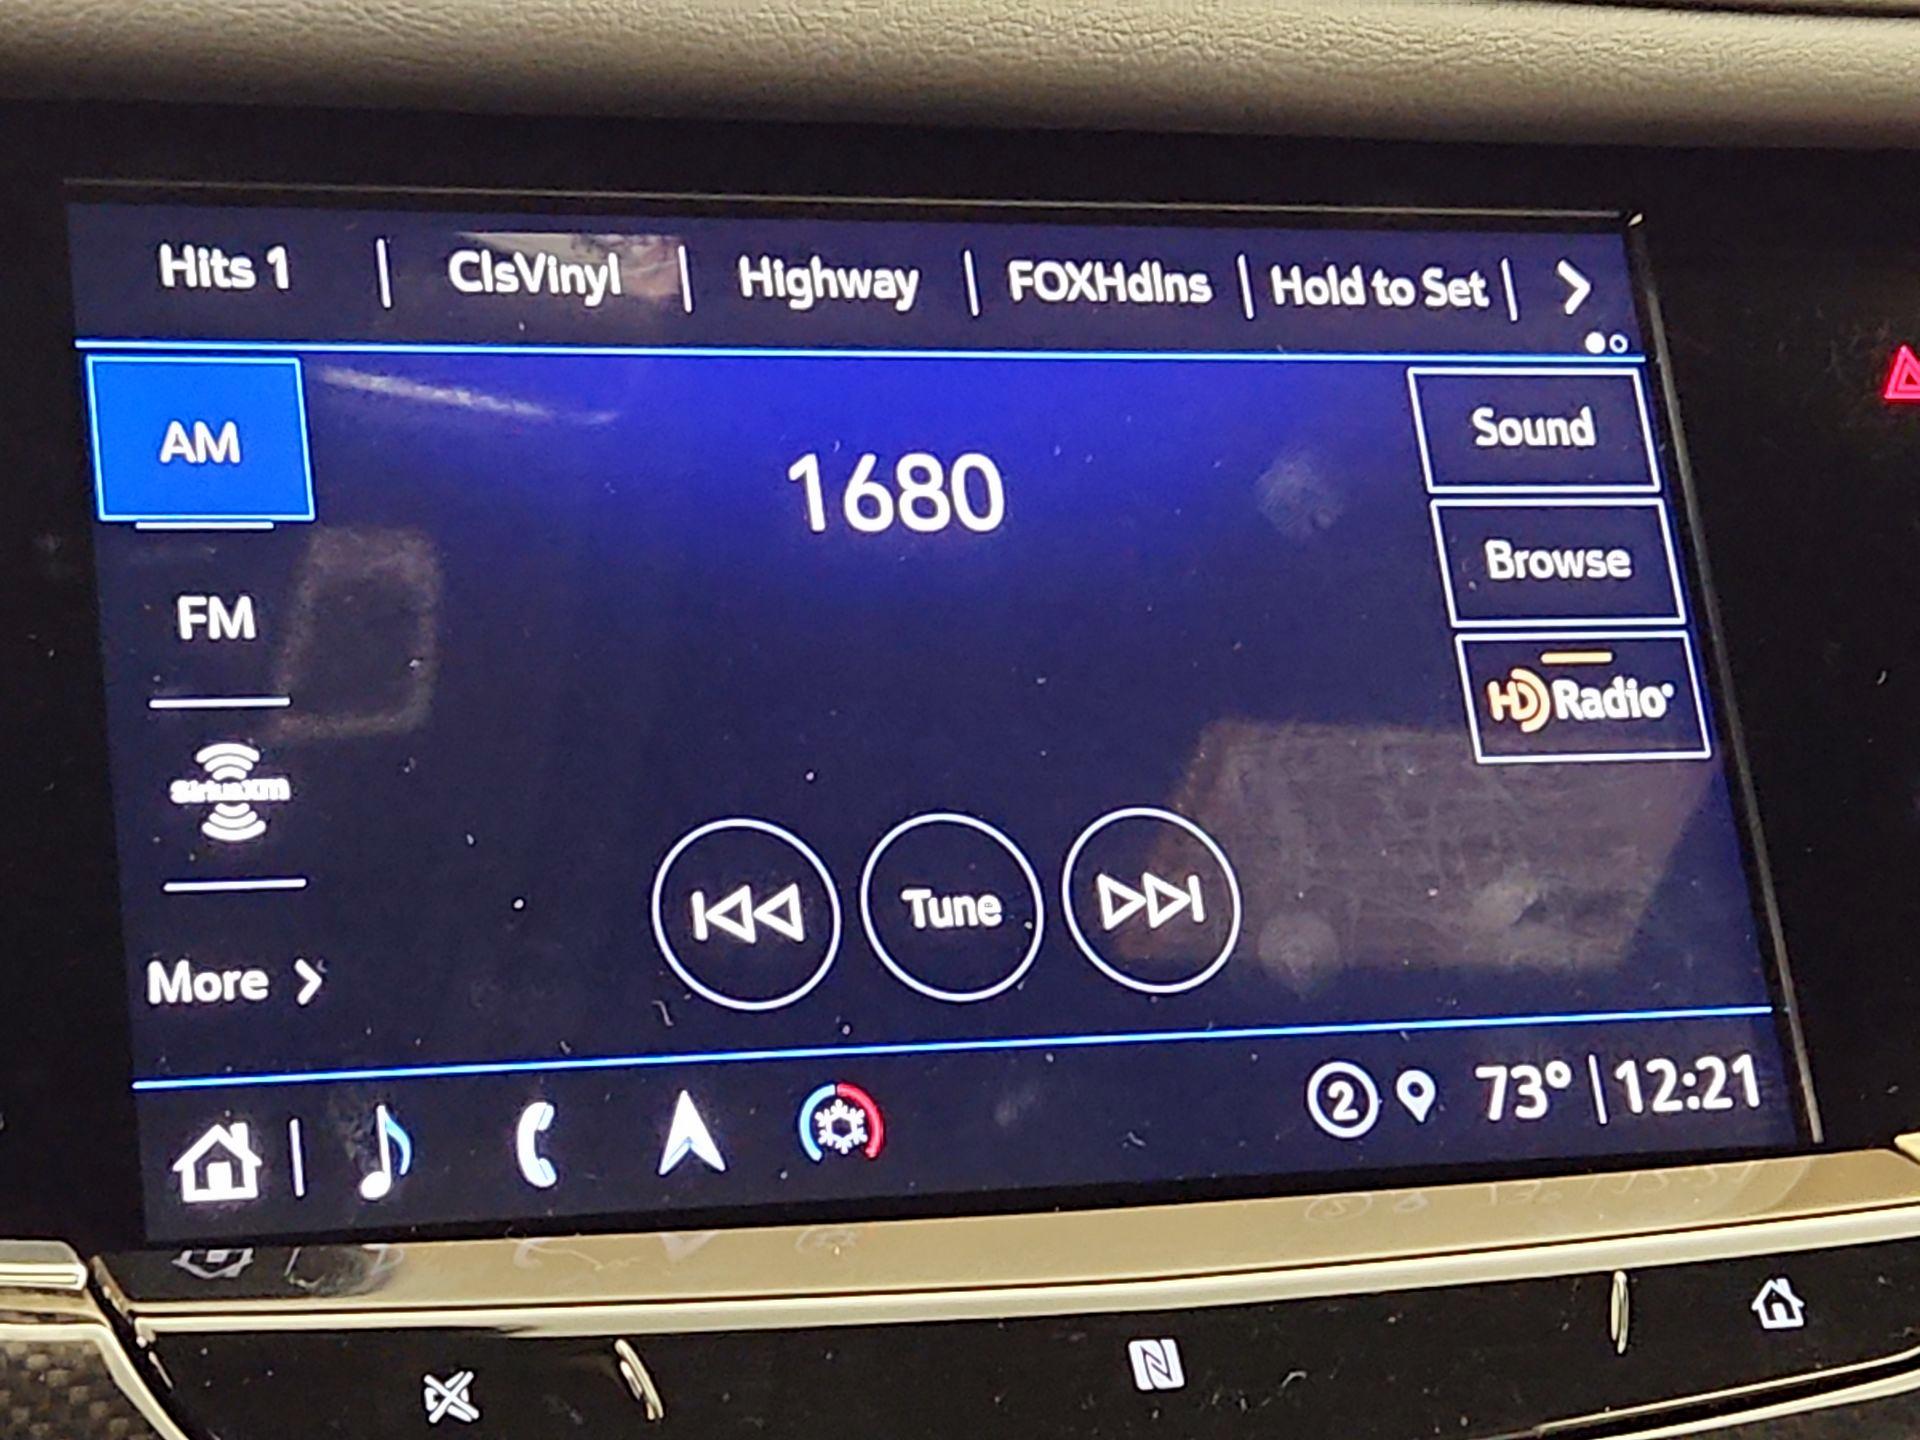 Hits 1 | ClsVinyl | Highway | FOXHdlns | Hold to Set |
AM
1680
Sound
Browse
FM
HD Radio
siriusxm
Tune
More
2 73° | 12:21